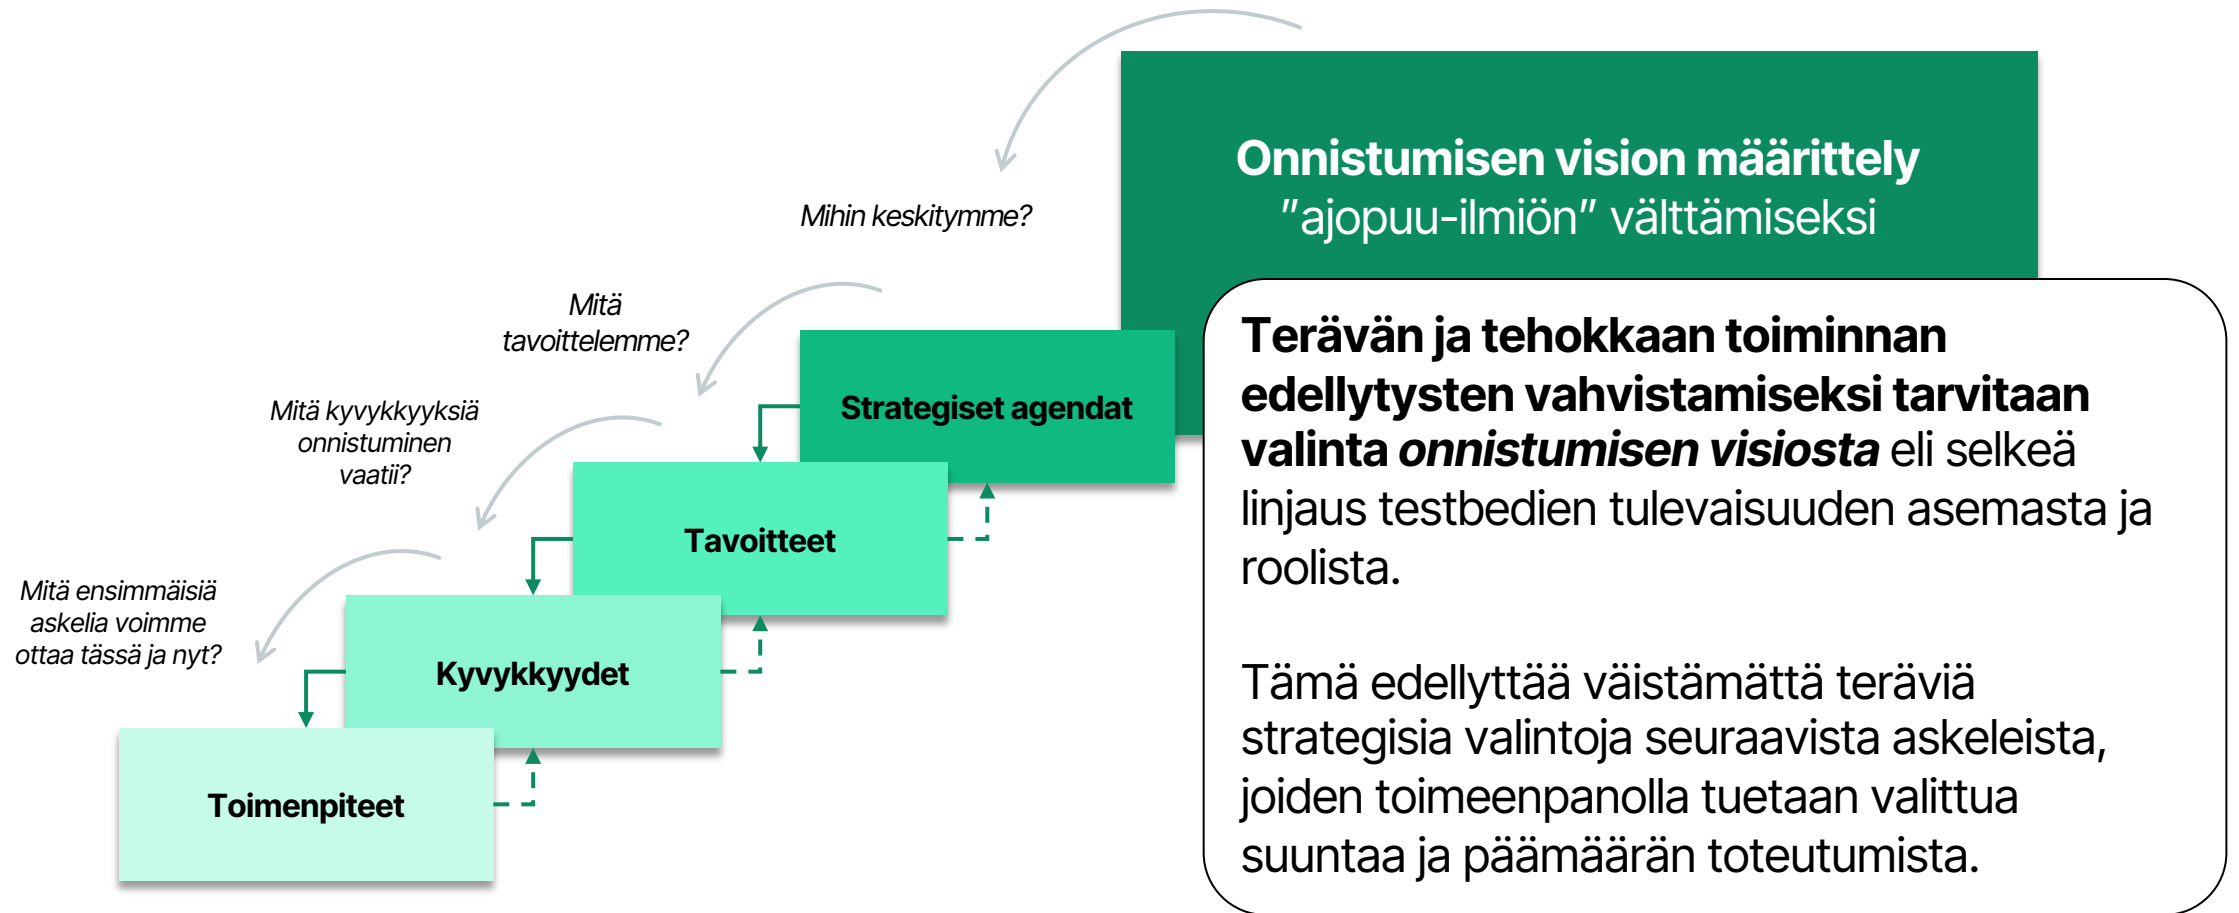 Onnistumisen vision määrittely
”ajopuu-ilmiön” välttämiseksi
Mihin keskitymme?
Mitä
tavoittelemme?
Mitä kyvykkyyksiä
onnistuminen
vaatii?
Mitä ensimmäisiä
askelia voimme
ottaa tässä ja nyt?
Strategiset agendat
Tavoitteet
Kyvykkyydet
Toimenpiteet
Terävän ja tehokkaan toiminnan
edellytysten vahvistamiseksi tarvitaan
valinta onnistumisen visiosta eli selkeä
linjaus testbedien tulevaisuuden asemasta ja
roolista.
Tämä edellyttää väistämättä teräviä
strategisia valintoja seuraavista askeleista,
joiden toimeenpanolla tuetaan valittua
suuntaa ja päämäärän toteutumista.